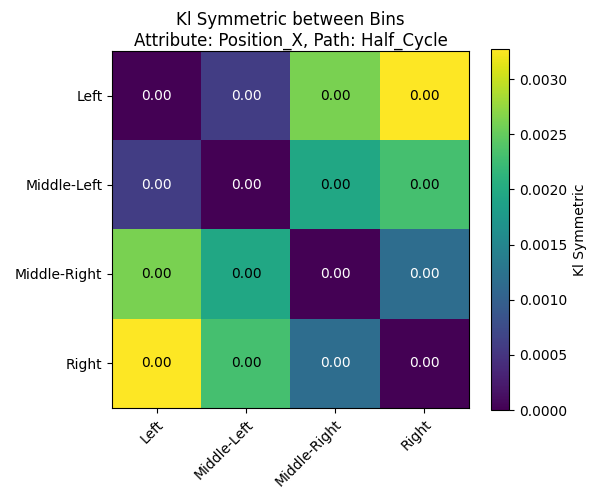 Kl Symmetric between Bins
Attribute: Position_X, Path: Half_Cycle
Left 0.00 0.00 0.00 0.00
Middle-Left 0.00 0.00 0.00 0.00
Middle-Right 0.00 0.00 0.00 0.00
Right 0.00 0.00 0.00 0.00
Left Middle-Left Middle-Right Right
0.0030
0.0025
0.0020
0.0015
0.0010
0.0005
0.0000
Kl Symmetric